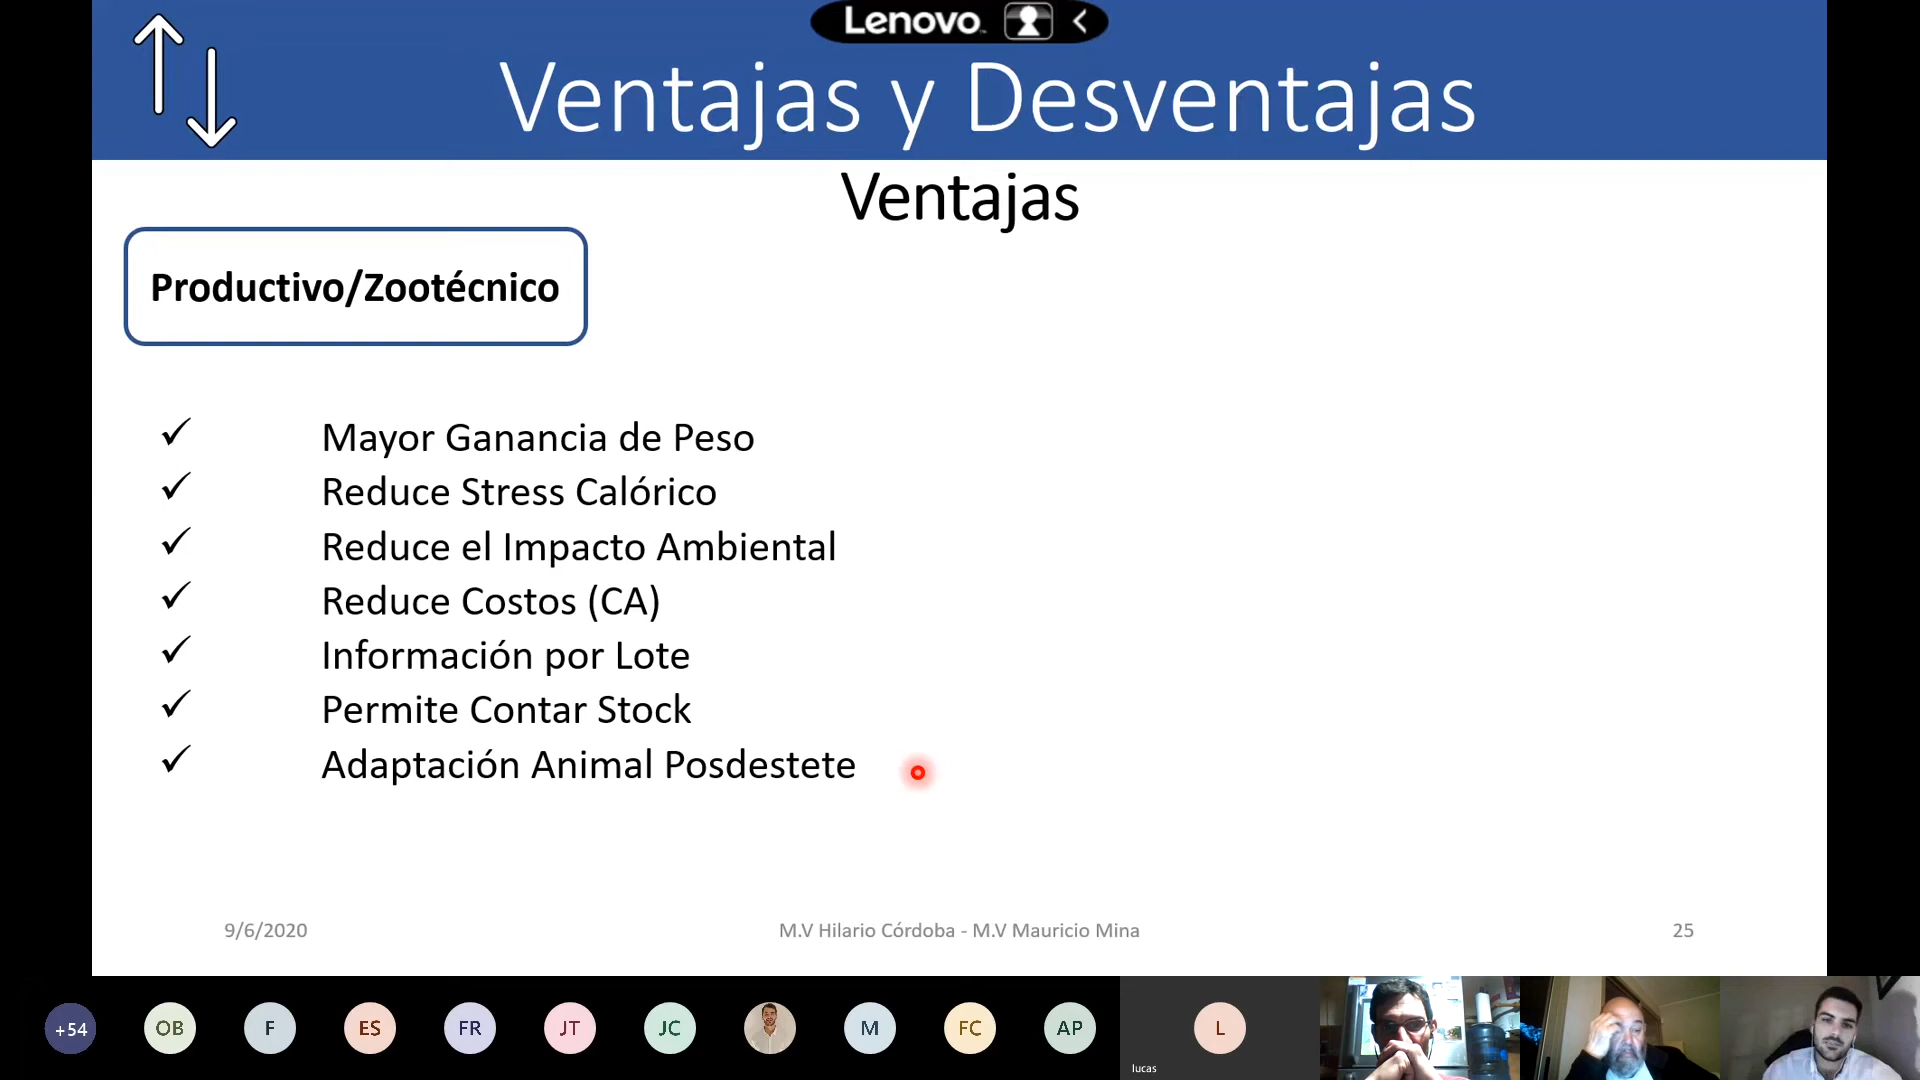 Lenovo
Ventajas y Desventajas
Ventajas
Productivo/Zootécnico
✓ Mayor Ganancia de Peso
✓ Reduce Stress Calórico
✓ Reduce el Impacto Ambiental
✓ Reduce Costos (CA)
✓ Información por Lote
✓ Permite Contar Stock
✓ Adaptación Animal Posdestete
9/6/2020 M.V Hilario Córdoba - M.V Mauricio Mina 25
+54 OB F ES FR JT JC M FC AP L
lucas